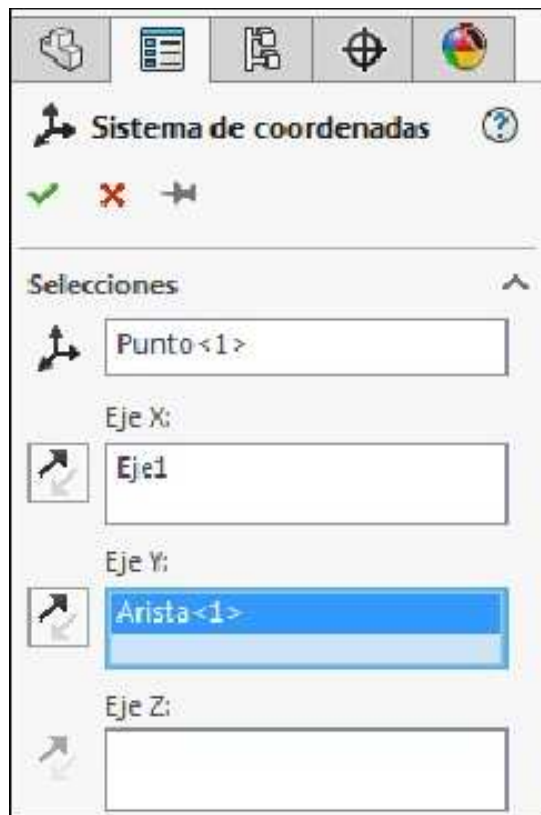 Sistema de coordenadas
Selecciones
Punto<1>
Eje X:
Eje1
Eje Y:
Arista<1>
Eje Z: